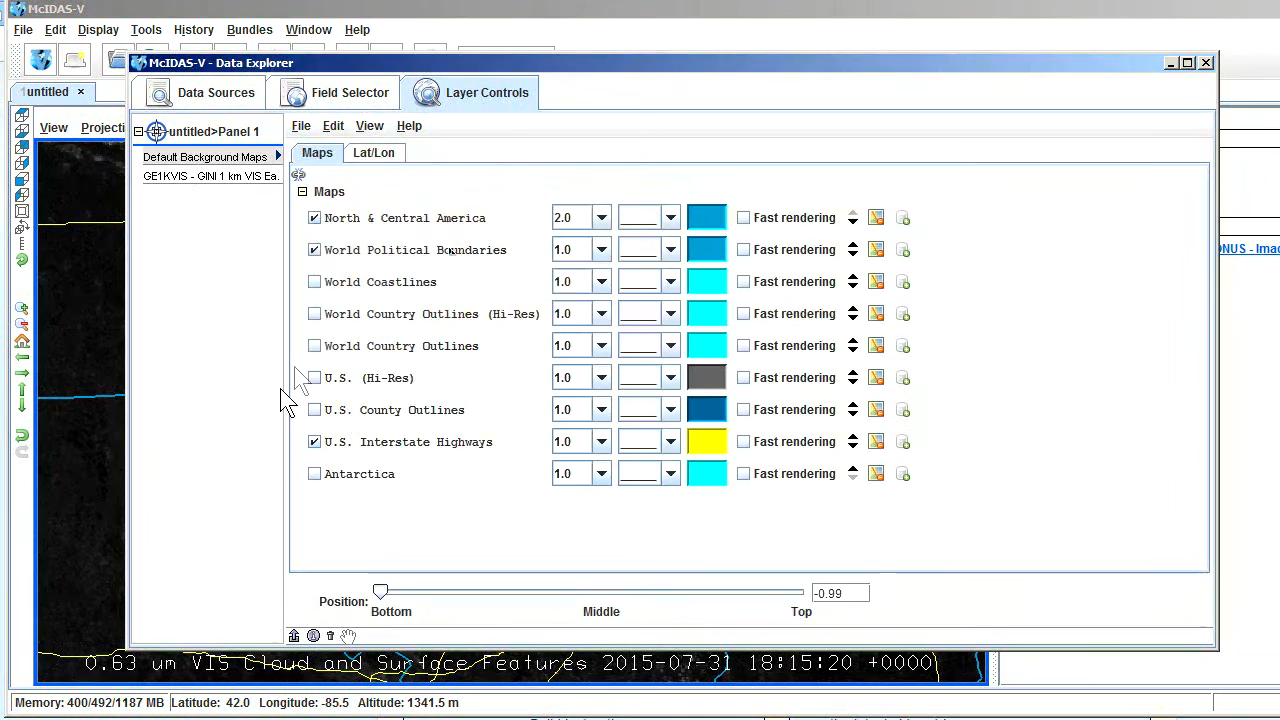 McIDAS-V
File Edit Display Tools History Bundles Window Help
McIDAS-V - Data Explorer
1untitled
Data Sources Field Selector Layer Controls
View Projecti
untitled>Panel 1
File Edit View Help
Default Background Maps
Maps Lat/Lon
GE1KVIS - GINI 1 km VIS Ea.
Maps
North & Central America 2.0 Fast rendering
World Political Boundaries 1.0 Fast rendering
ONUS - Imag
World Coastlines 1.0 Fast rendering
World Country Outlines (Hi-Res) 1.0 Fast rendering
World Country Outlines 1.0 Fast rendering
U.S. (Hi-Res) 1.0 Fast rendering
U.S. County Outlines 1.0 Fast rendering
U.S. Interstate Highways 1.0 Fast rendering
Antarctica 1.0 Fast rendering
Position: -0.99
Bottom Middle Top
0.63 um VIS Cloud and Surface Features 2015-07-31 18:15:20 +0000
Memory: 400/492/1187 MB Latitude: 42.0 Longitude: -85.5 Altitude: 1341.5 m